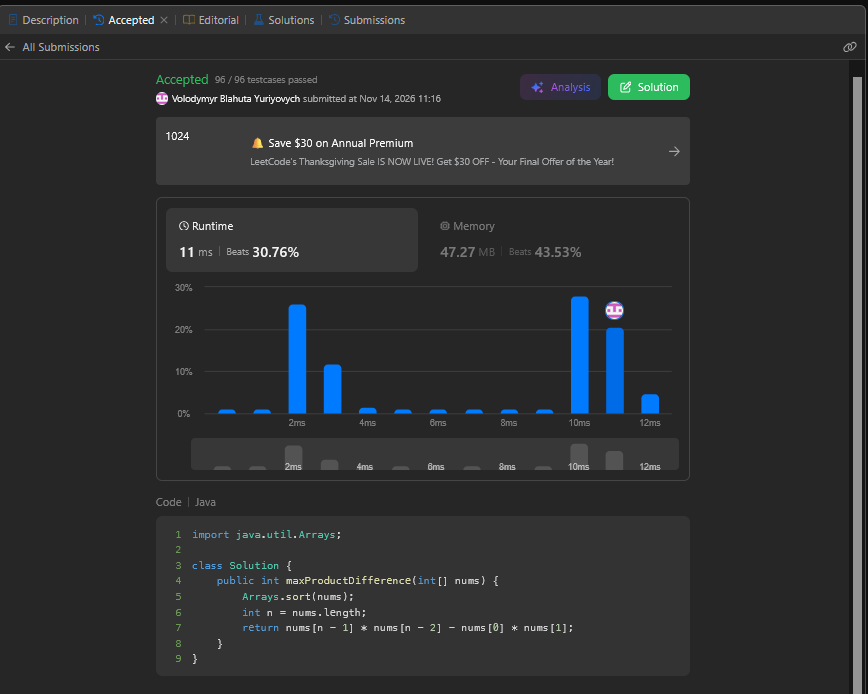 Description | Accepted × | Editorial | Solutions | Submissions
← All Submissions
Accepted 96 / 96 testcases passed
Volodymyr Blahuta Yuriyovych submitted at Nov 14, 2026 11:16
Analysis
Solution
1024
Save $30 on Annual Premium
LeetCode's Thanksgiving Sale IS NOW LIVE! Get $30 OFF - Your Final Offer of the Year!
Runtime
11 ms | Beats 30.76%
Memory
47.27 MB | Beats 43.53%
30%
20%
10%
0%
2ms 4ms 6ms 8ms 10ms 12ms
2ms 4ms 6ms 8ms 10ms 12ms
Code | Java
1 import java.util.Arrays;
2
3 class Solution {
4     public int maxProductDifference(int[] nums) {
5         Arrays.sort(nums);
6         int n = nums.length;
7         return nums[n - 1] * nums[n - 2] - nums[0] * nums[1];
8     }
9 }